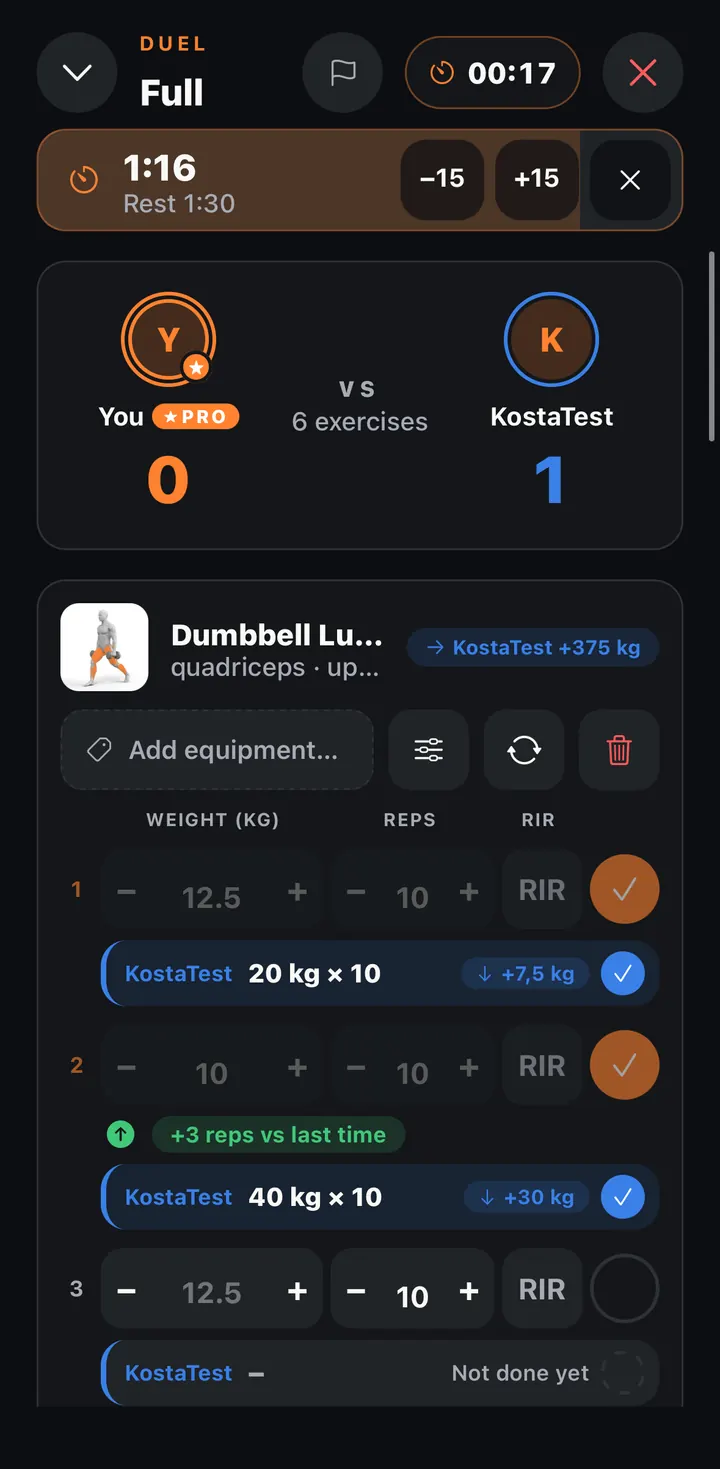 DUEL
Full
00:17
1:16
Rest 1:30
−15
+15
Y
K
You ★ PRO
VS
6 exercises
KostaTest
0
1
Dumbbell Lu...
quadriceps · up...
→ KostaTest +375 kg
Add equipment...
WEIGHT (KG) REPS RIR
1 − 12.5 + − 10 + RIR
KostaTest 20 kg × 10 ↓ +7,5 kg
2 − 10 + − 10 + RIR
+3 reps vs last time
KostaTest 40 kg × 10 ↓ +30 kg
3 − 12.5 + − 10 + RIR
KostaTest – Not done yet